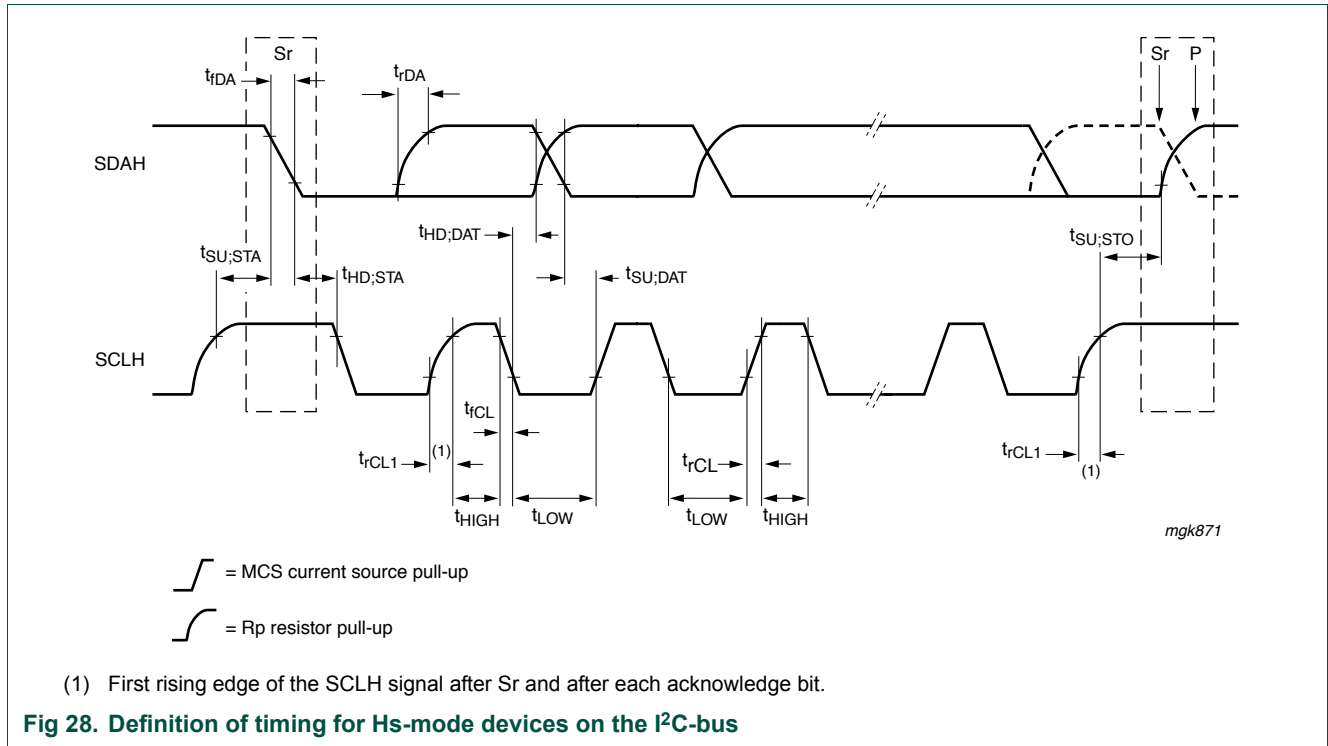 Sr
Sr P
tfDA
trDA
SDAH
tHD;DAT
tSU;STO
tSU;STA
tHD;STA
tSU;DAT
SCLH
tfCL
trCL1 (1)
trCL
trCL1 (1)
tHIGH
tLOW
tLOW
tHIGH
mgk871
= MCS current source pull-up
= Rp resistor pull-up
(1) First rising edge of the SCLH signal after Sr and after each acknowledge bit.
Fig 28. Definition of timing for Hs-mode devices on the I²C-bus